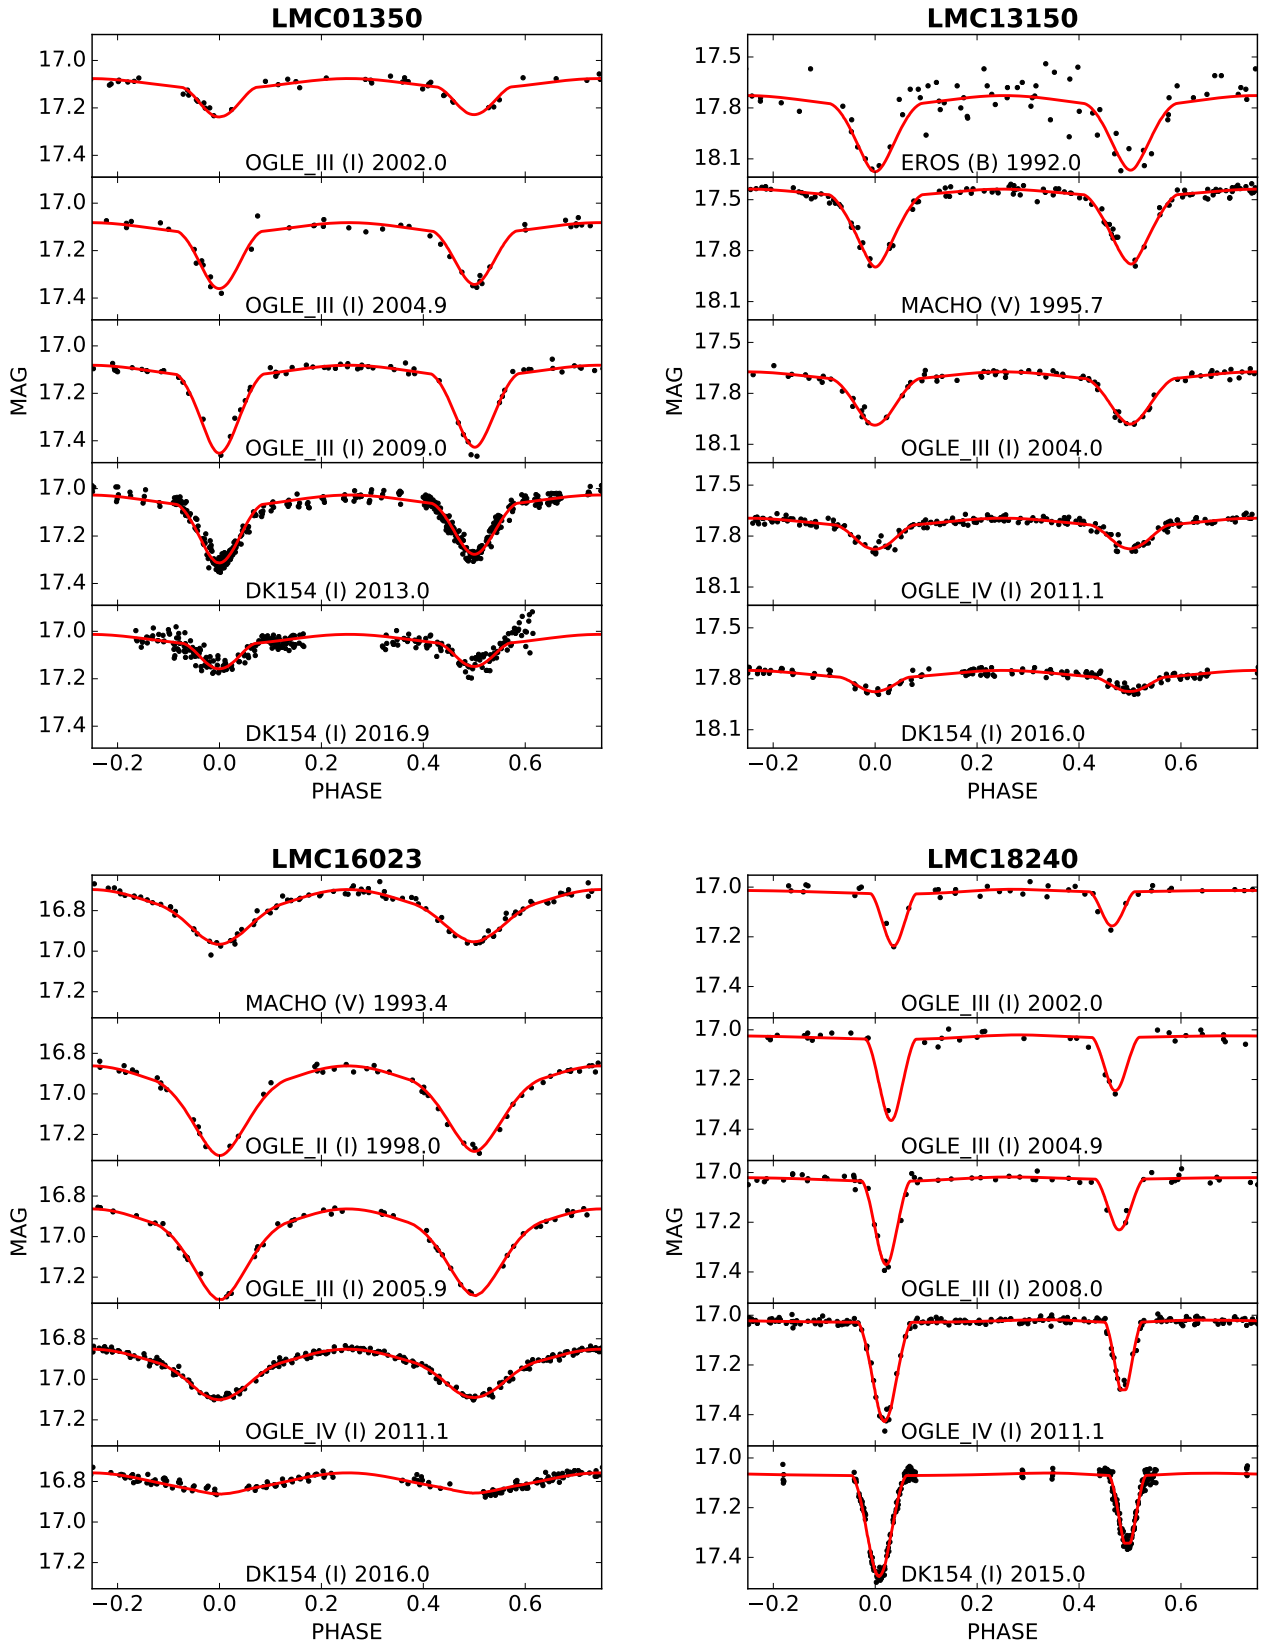 LMC01350
17.0
17.2
17.4
OGLE_III (I) 2002.0
17.0
17.2
17.4
OGLE_III (I) 2004.9
17.0
17.2
17.4
OGLE_III (I) 2009.0
17.0
17.2
17.4
DK154 (I) 2013.0
17.0
17.2
17.4
DK154 (I) 2016.9
MAG
−0.2 0.0 0.2 0.4 0.6
PHASE
LMC13150
17.5
17.8
18.1
EROS (B) 1992.0
17.5
17.8
18.1
MACHO (V) 1995.7
17.5
17.8
18.1
OGLE_III (I) 2004.0
17.5
17.8
18.1
OGLE_IV (I) 2011.1
17.5
17.8
18.1
DK154 (I) 2016.0
MAG
−0.2 0.0 0.2 0.4 0.6
PHASE
LMC16023
16.8
17.0
17.2
MACHO (V) 1993.4
16.8
17.0
17.2
OGLE_II (I) 1998.0
16.8
17.0
17.2
OGLE_III (I) 2005.9
16.8
17.0
17.2
OGLE_IV (I) 2011.1
16.8
17.0
17.2
DK154 (I) 2016.0
MAG
−0.2 0.0 0.2 0.4 0.6
PHASE
LMC18240
17.0
17.2
17.4
OGLE_III (I) 2002.0
17.0
17.2
17.4
OGLE_III (I) 2004.9
17.0
17.2
17.4
OGLE_III (I) 2008.0
17.0
17.2
17.4
OGLE_IV (I) 2011.1
17.0
17.2
17.4
DK154 (I) 2015.0
MAG
−0.2 0.0 0.2 0.4 0.6
PHASE